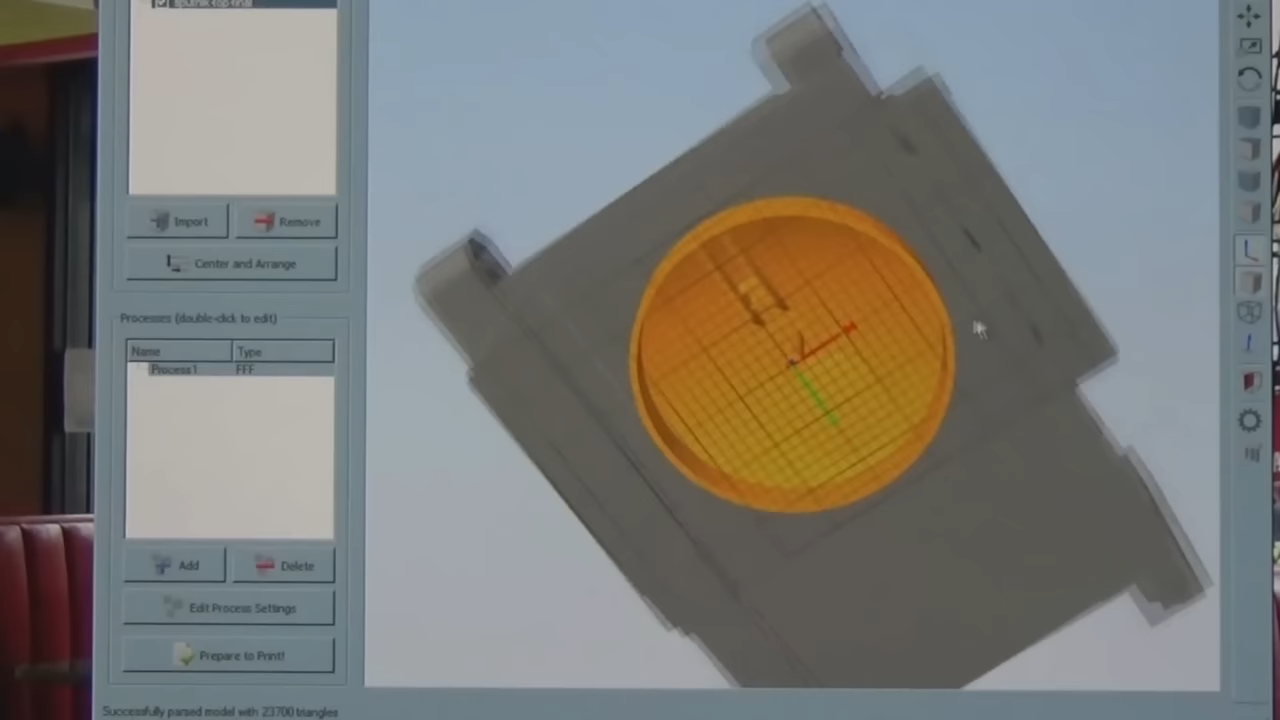 Import
Remove
Center and Arrange
Processes (double-click to edit)
Name
Type
Process1
FFF
Add
Delete
Edit Process Settings
Prepare to Print!
Successfully parsed model with 23700 triangles